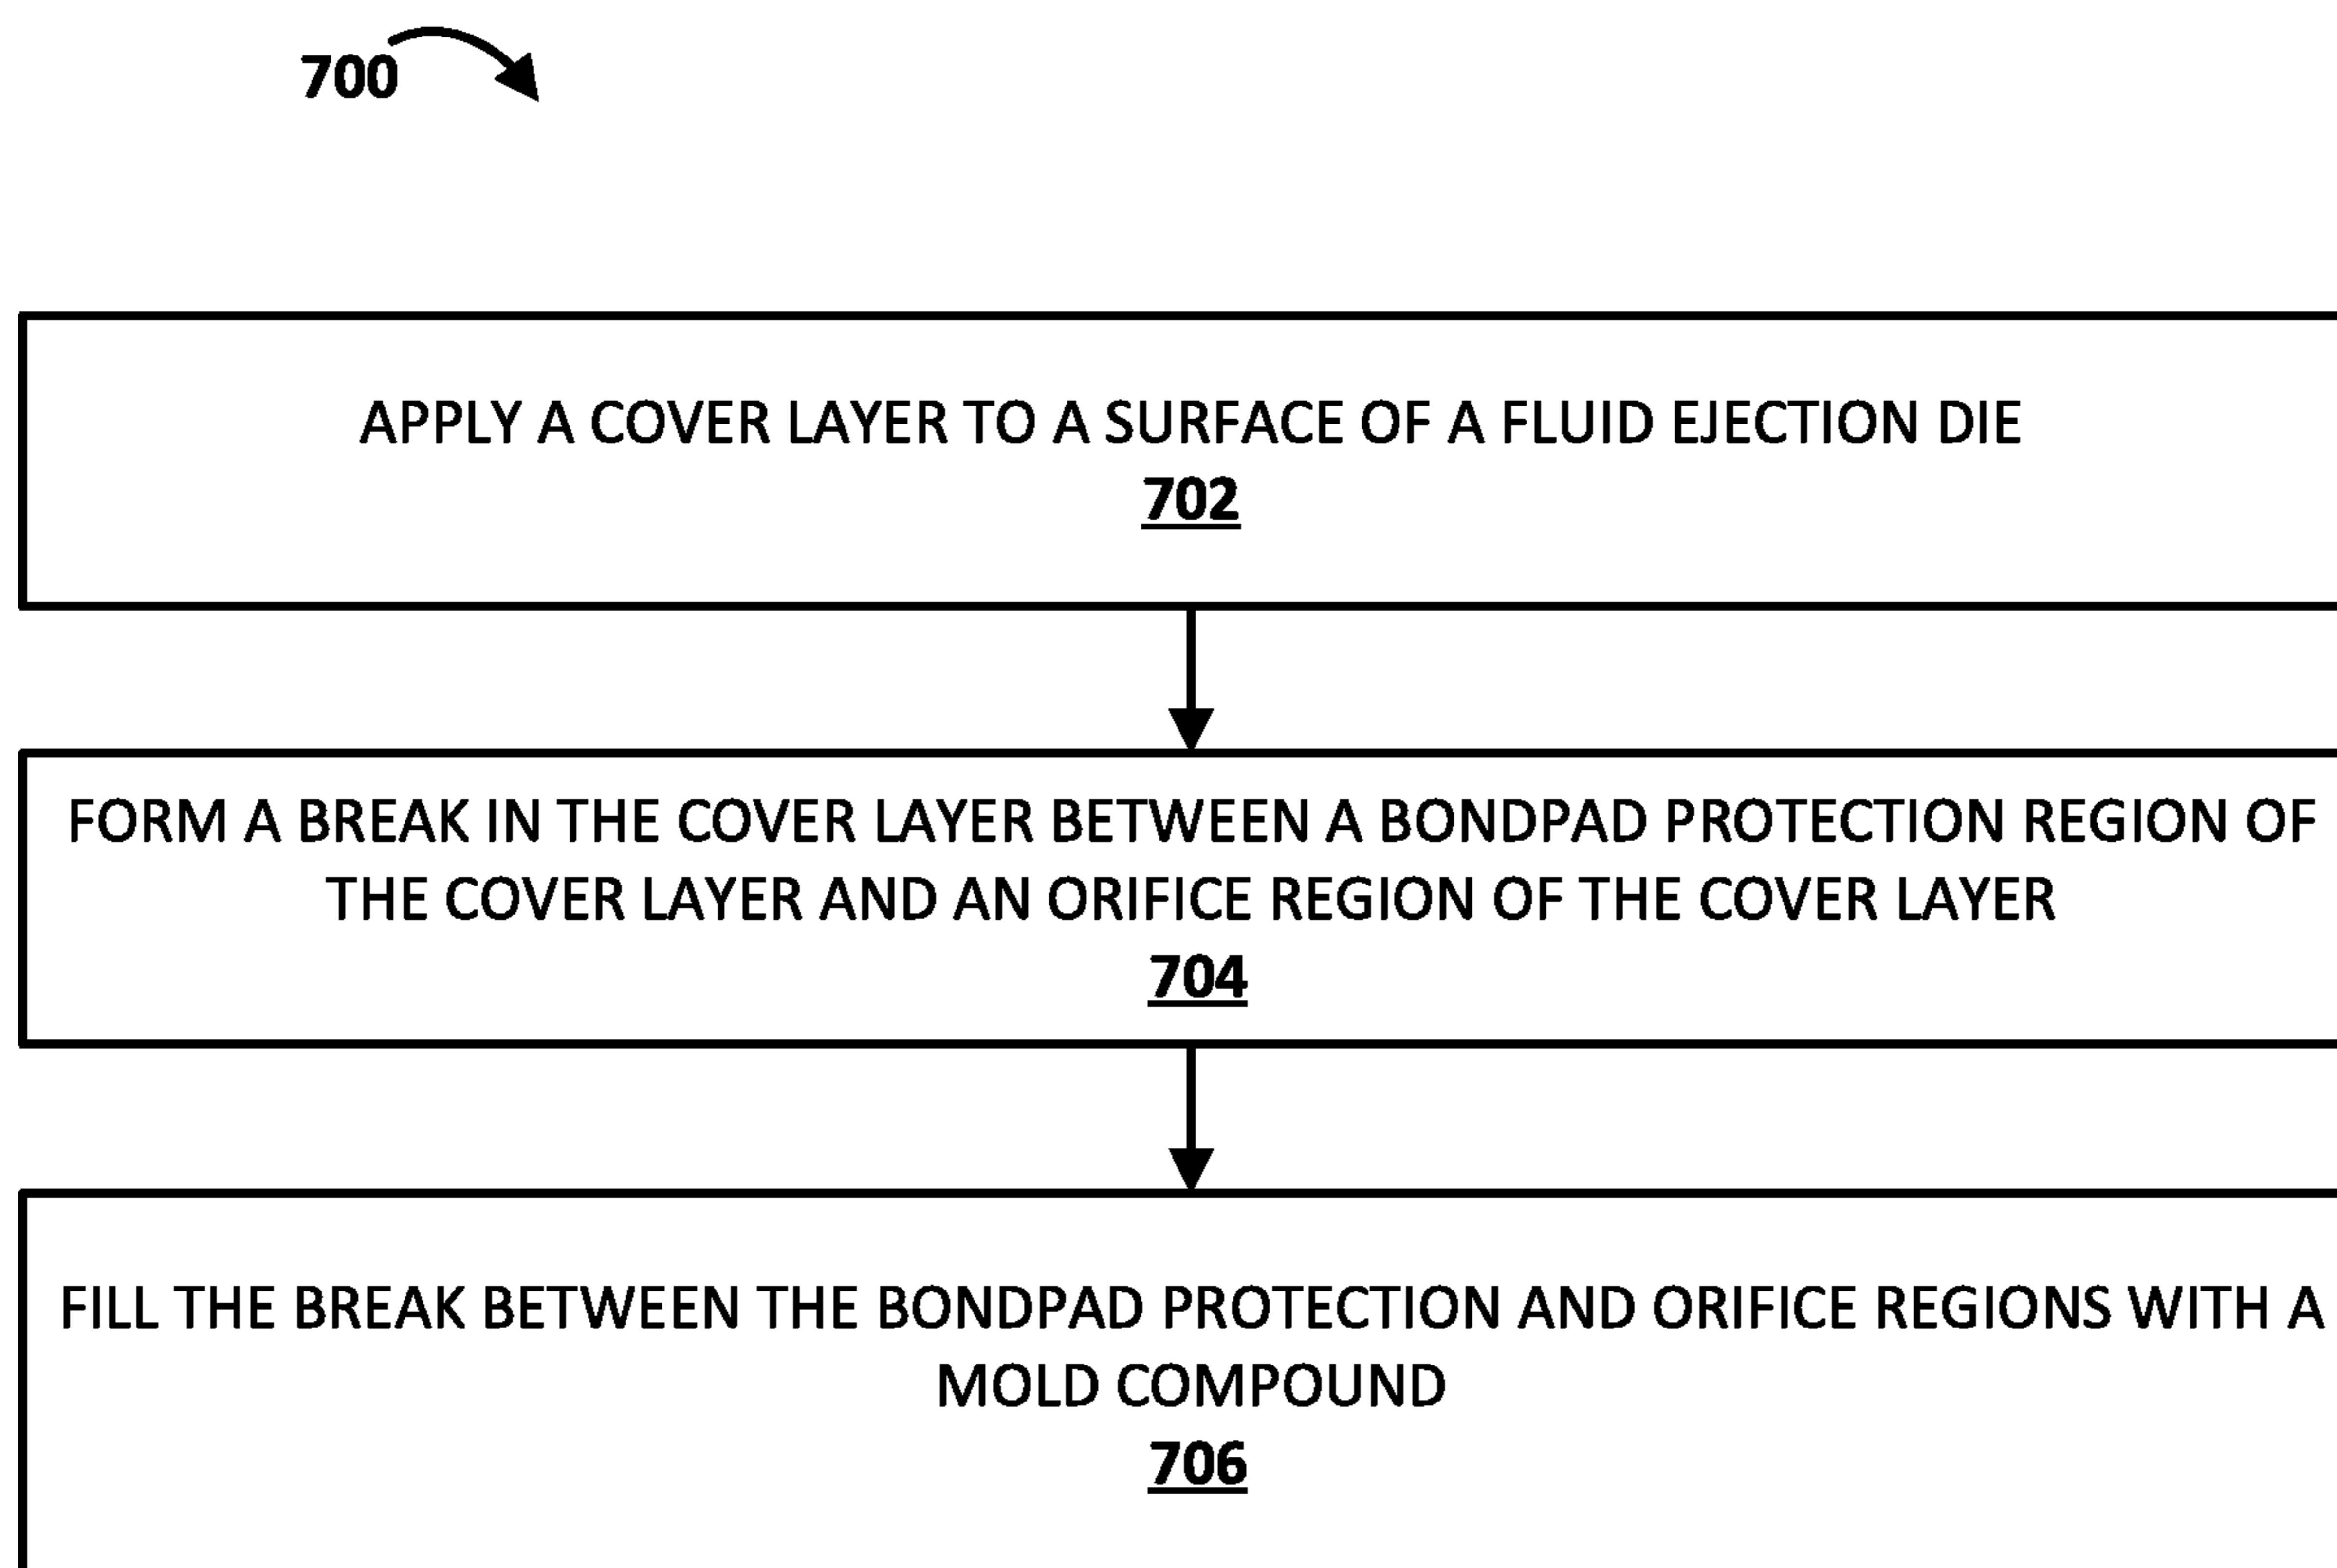 700
APPLY A COVER LAYER TO A SURFACE OF A FLUID EJECTION DIE
702
FORM A BREAK IN THE COVER LAYER BETWEEN A BONDPAD PROTECTION REGION OF
THE COVER LAYER AND AN ORIFICE REGION OF THE COVER LAYER
704
FILL THE BREAK BETWEEN THE BONDPAD PROTECTION AND ORIFICE REGIONS WITH A
MOLD COMPOUND
706